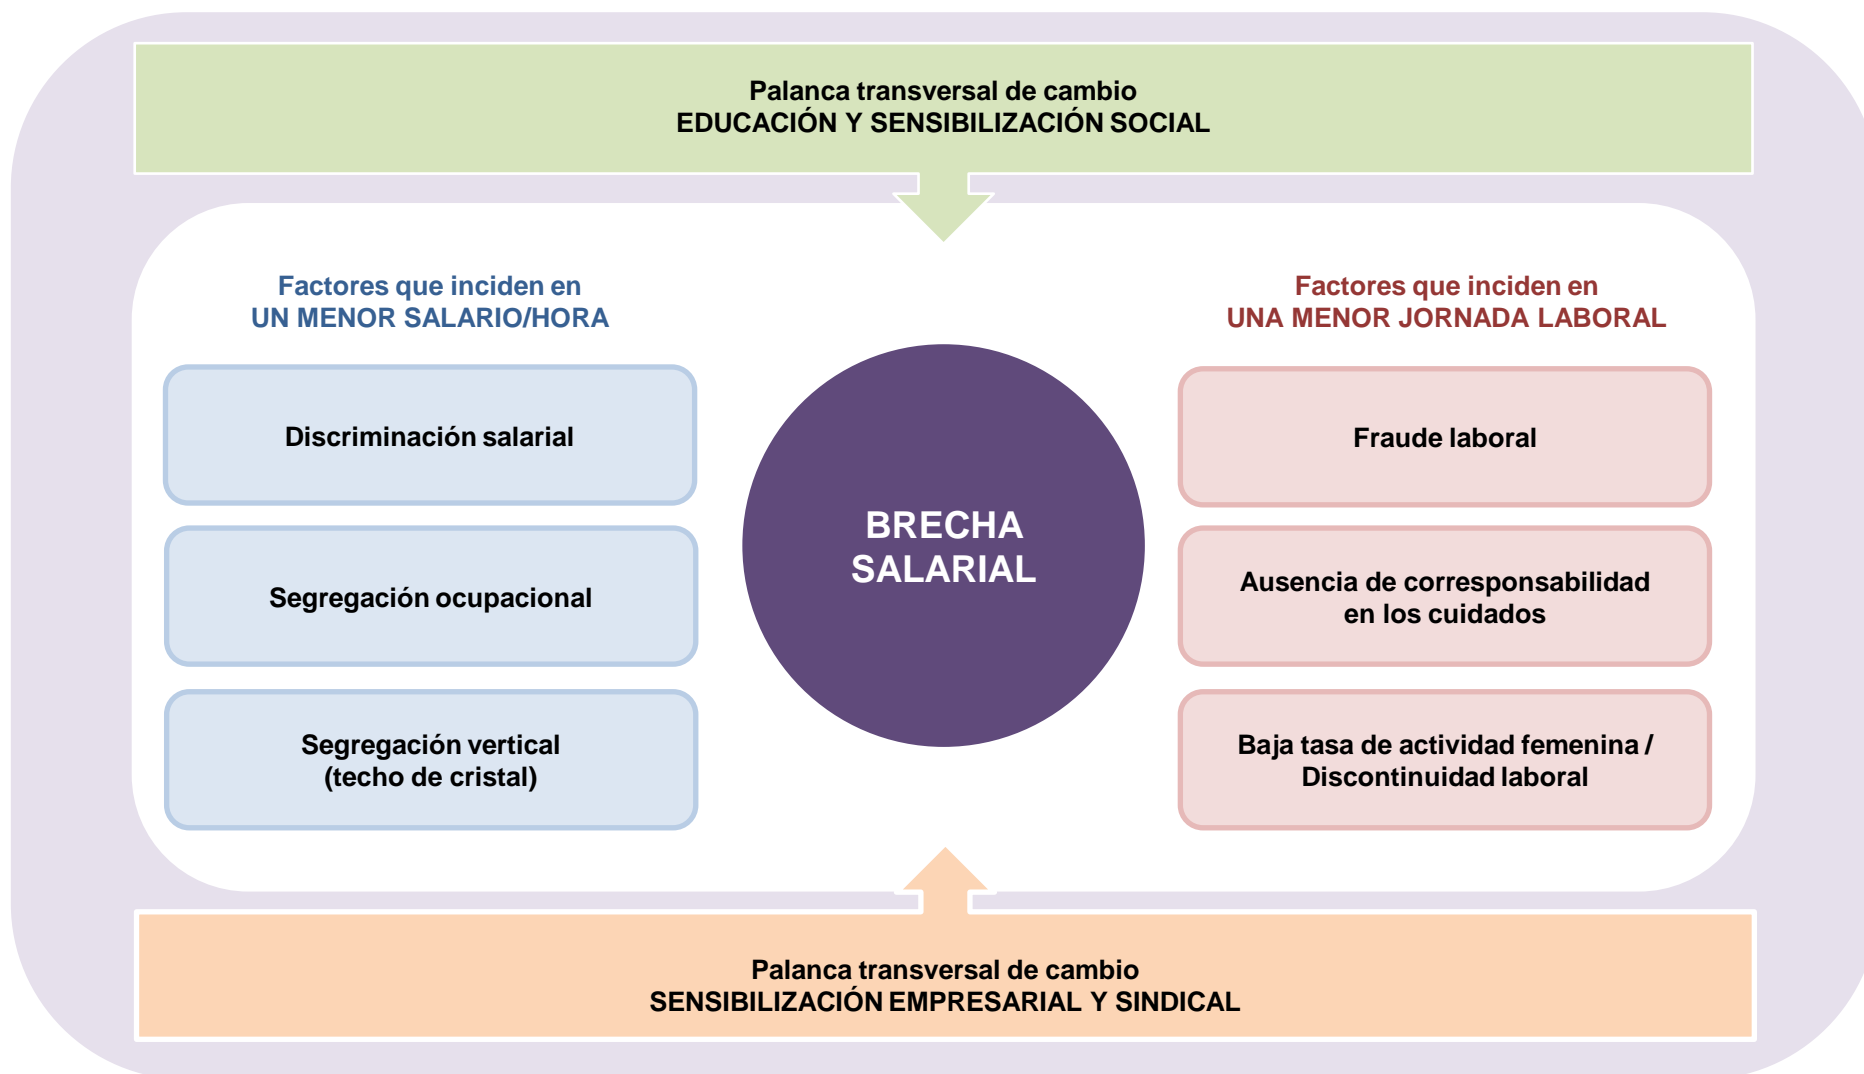 Palanca transversal de cambio
EDUCACIÓN Y SENSIBILIZACIÓN SOCIAL
Factores que inciden en
UN MENOR SALARIO/HORA
Discriminación salarial
Segregación ocupacional
Segregación vertical
(techo de cristal)
BRECHA
SALARIAL
Factores que inciden en
UNA MENOR JORNADA LABORAL
Fraude laboral
Ausencia de corresponsabilidad
en los cuidados
Baja tasa de actividad femenina /
Discontinuidad laboral
Palanca transversal de cambio
SENSIBILIZACIÓN EMPRESARIAL Y SINDICAL